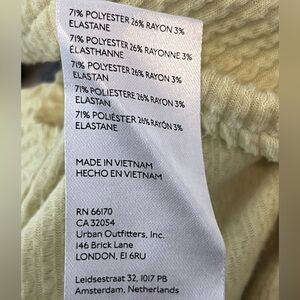 71% POLYESTER 26% RAYON 3%
ELASTANE
71% POLYESTER 26% RAYONNE 3%
ÉLASTHANNE
71% POLYESTER 26% RAYON 3%
ELASTAN
71% POLIESTERE 26% RAYON 3%
ELASTAN
71% POLIÉSTER 26% RAYÓN 3%
ELASTANE
MADE IN VIETNAM
HECHO EN VIETNAM
RN 66170
CA 32054
Urban Outfitters, Inc.
146 Brick Lane
LONDON, E1 6RU
Leidsestraat 32, 1017 PB
Amsterdam, Netherlands